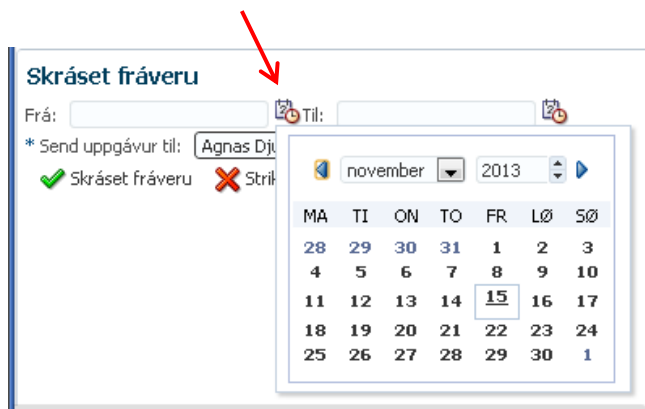 Skráset fráveru
Frá: Til:
* Send uppgávur til: Agnas
Skráset fráveru
november 2013
MA TI ON TO FR LØ SØ
28 29 30 31 1 2 3
4 5 6 7 8 9 10
11 12 13 14 15 16 17
18 19 20 21 22 23 24
25 26 27 28 29 30 1